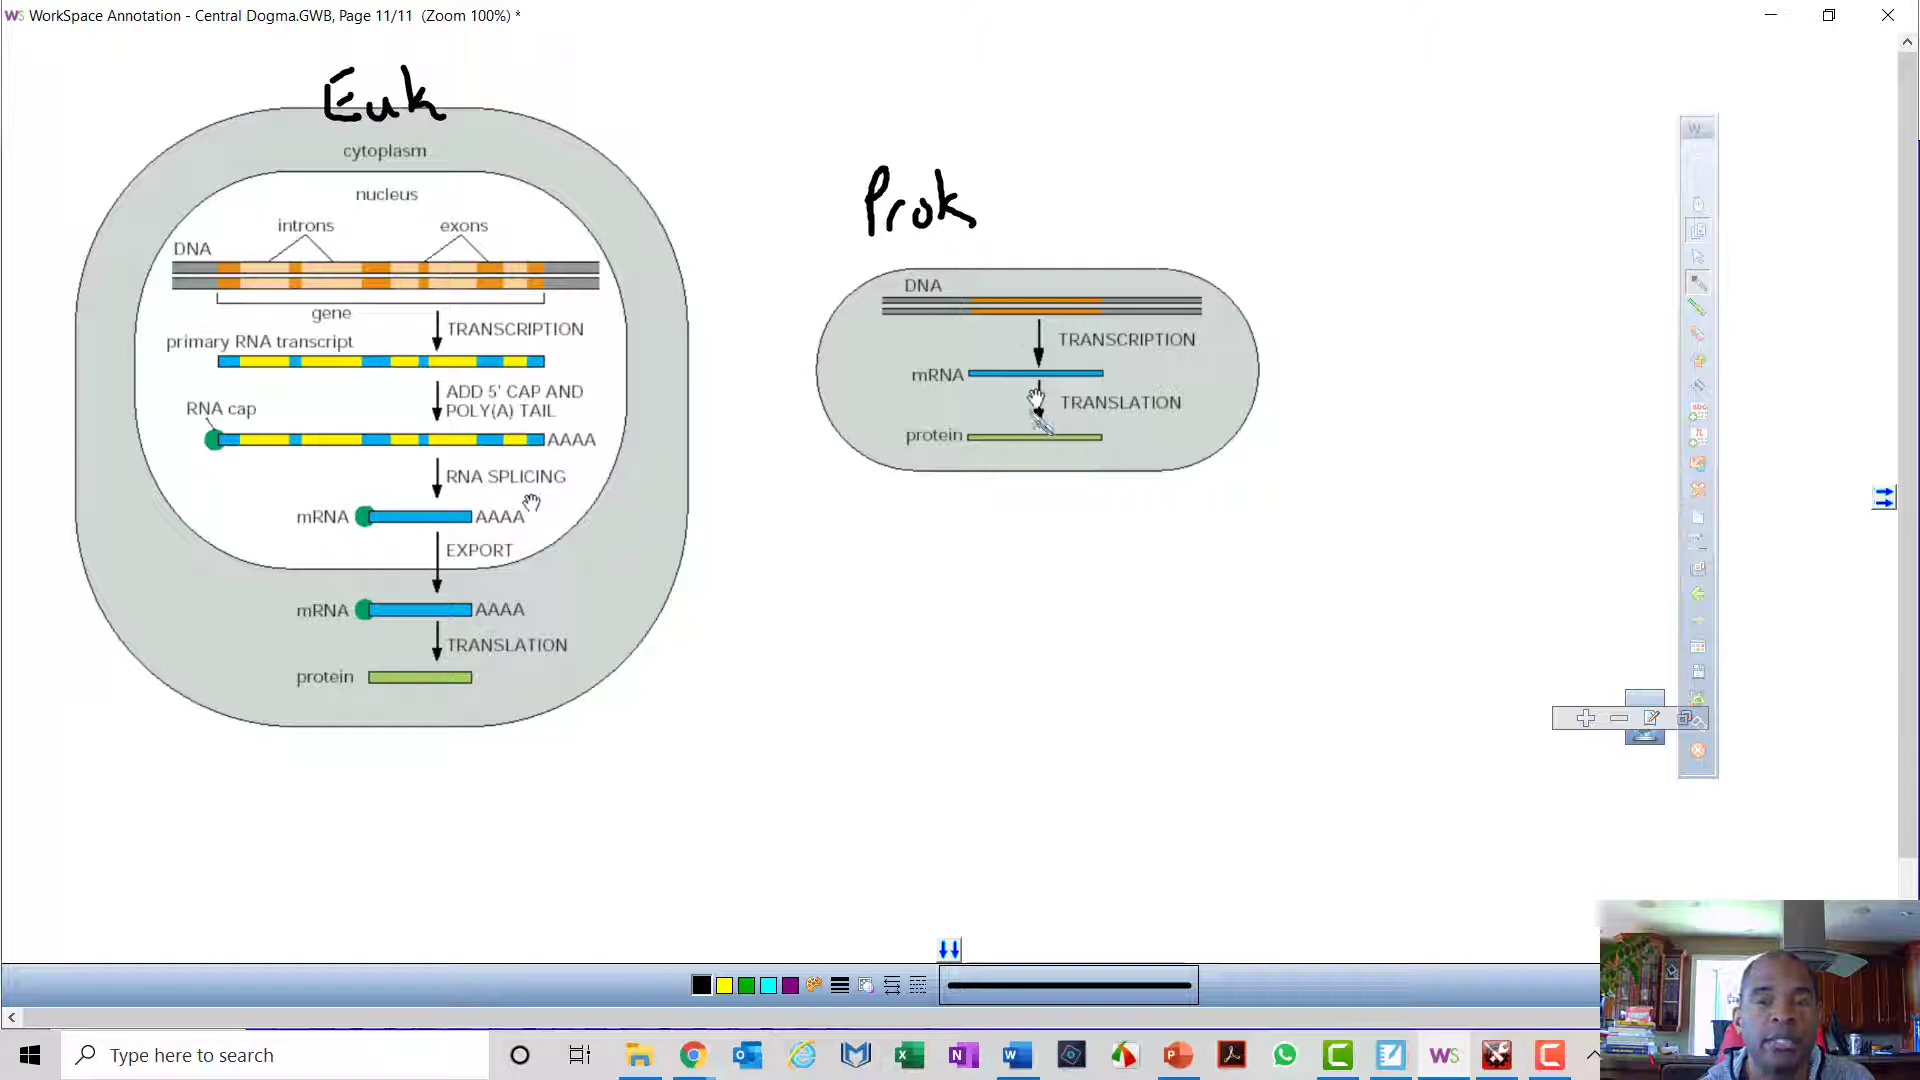 WS WorkSpace Annotation - Central Dogma.GWB, Page 11/11 (Zoom 100%) *
Euk
cytoplasm
nucleus
introns exons
DNA
gene
TRANSCRIPTION
primary RNA transcript
ADD 5' CAP AND
POLY(A) TAIL
RNA cap
AAAA
RNA SPLICING
mRNA AAAA
EXPORT
mRNA AAAA
TRANSLATION
protein
Prok
DNA
TRANSCRIPTION
mRNA
TRANSLATION
protein
W
Type here to search
WS